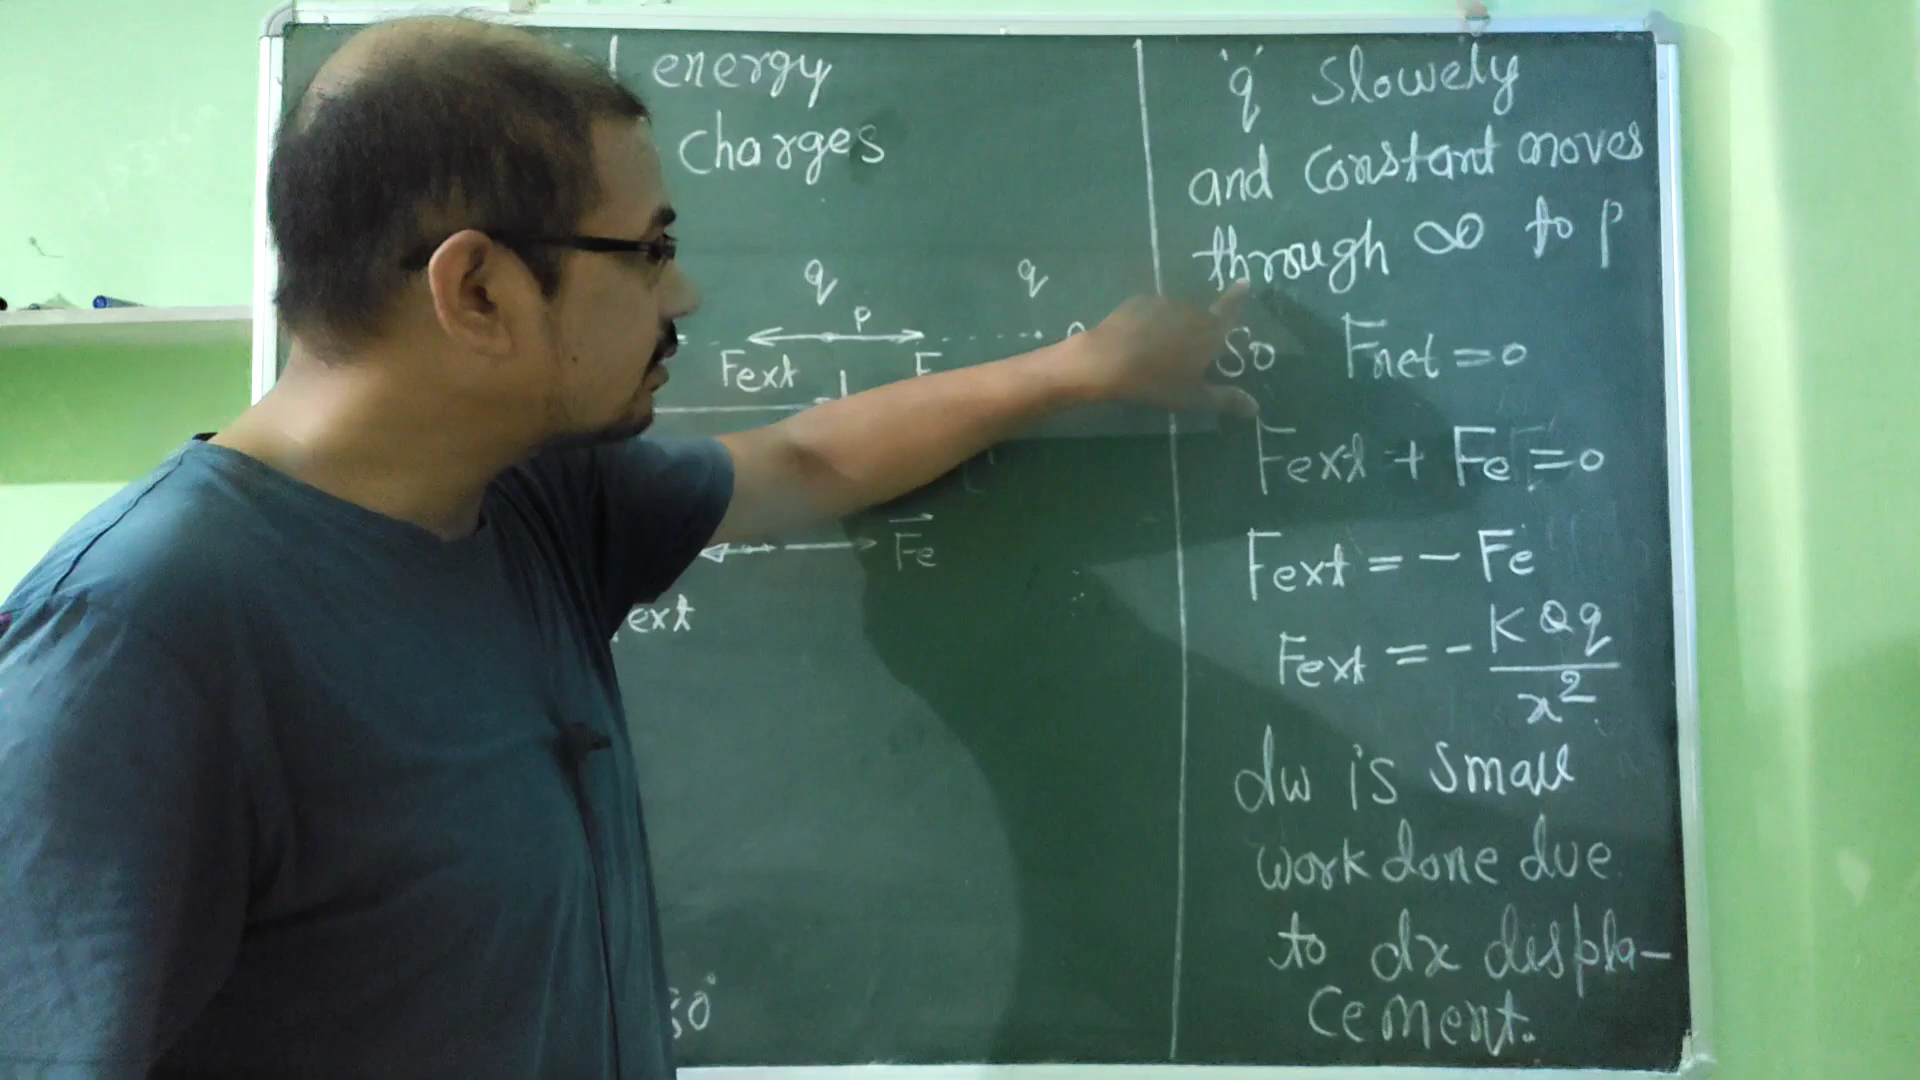 energy
charges
q q
P
Fext
Fe
ext
'q' Slowely
and constant moves
through ∞ to P
So Fnet = 0
Fext + Fe = 0
Fext = - Fe
Fext = - KQq / x²
dw is small
work done due
to dx displa-
cement.